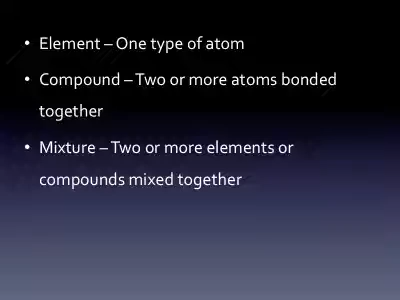 • Element – One type of atom
• Compound – Two or more atoms bonded
together
• Mixture – Two or more elements or
compounds mixed together